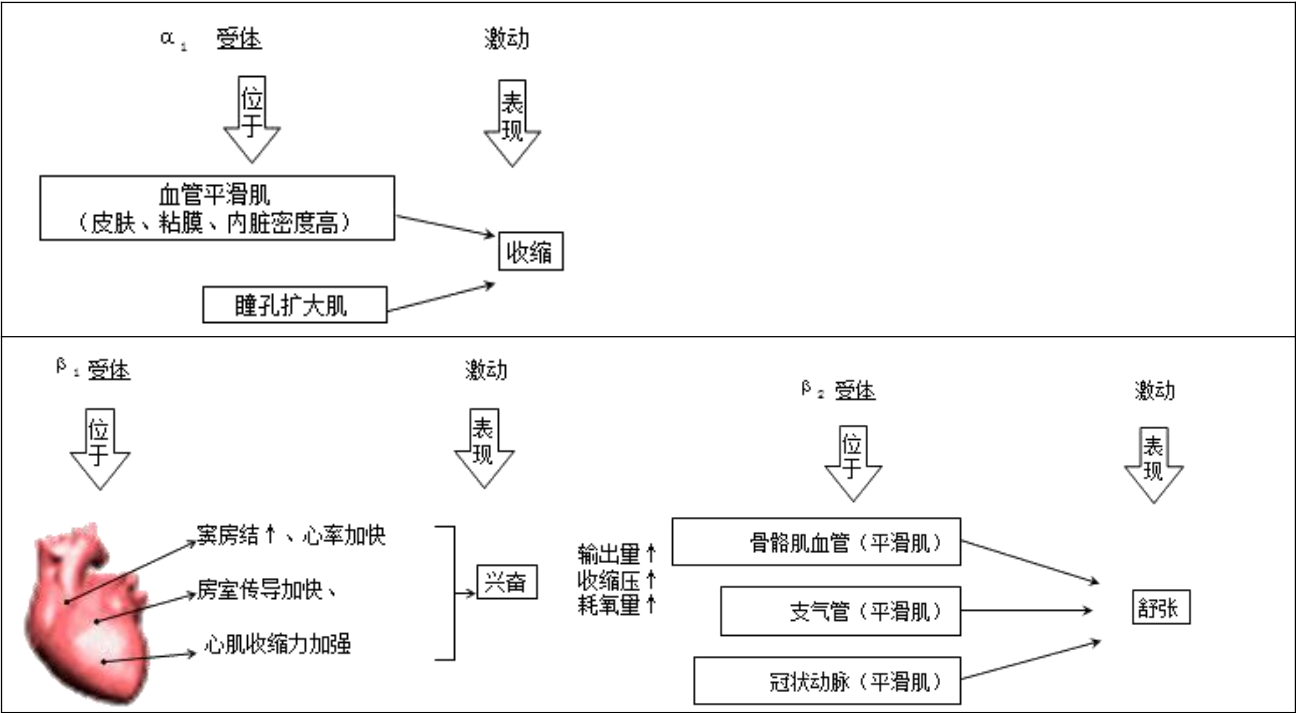 α₁ 受体
激动
位于
表现
血管平滑肌
（皮肤、粘膜、内脏密度高）
收缩
瞳孔扩大肌
β₁ 受体
激动
位于
表现
窦房结↑、心率加快
房室传导加快、
心肌收缩力加强
兴奋
输出量↑
收缩压↑
耗氧量↑
β₂ 受体
激动
位于
表现
骨骼肌血管（平滑肌）
支气管（平滑肌）
冠状动脉（平滑肌）
舒张